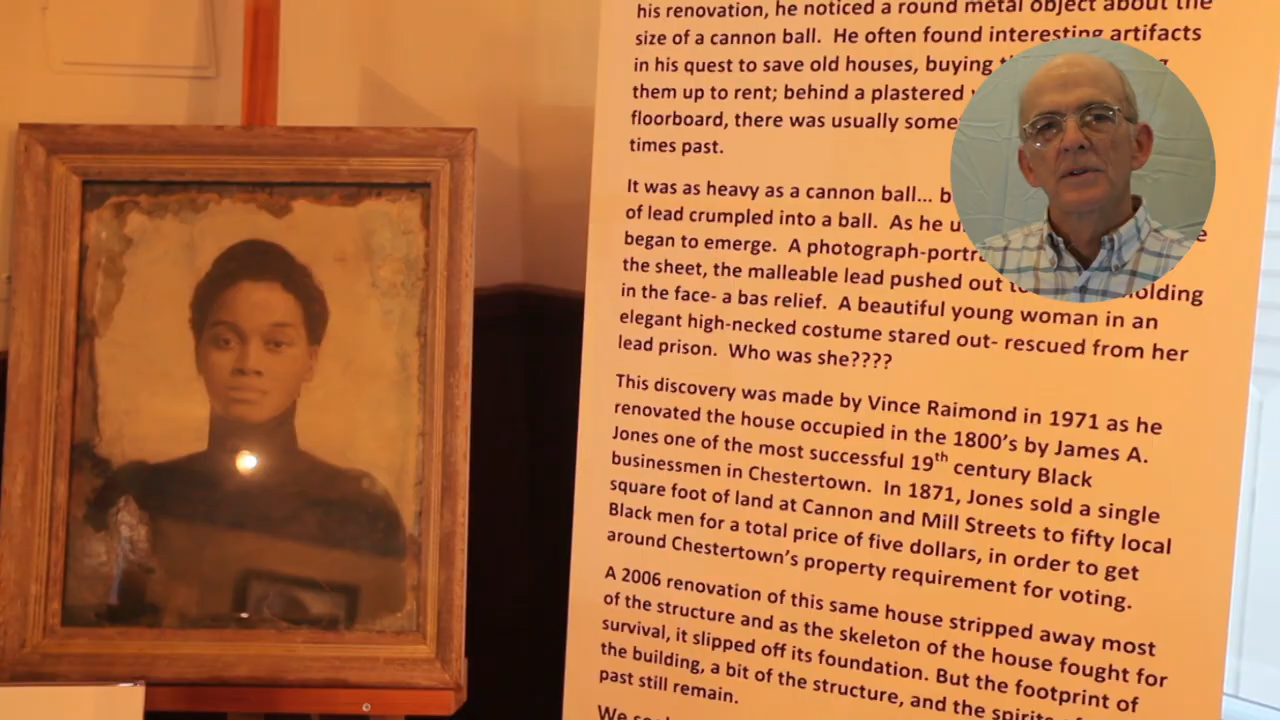 his renovation, he noticed a round metal object about the
size of a cannon ball. He often found interesting artifacts
in his quest to save old houses, buying
them up to rent; behind a plastered
floorboard, there was usually
times past.
It was as heavy as a cannon ball...
of lead crumpled into a ball. As he
began to emerge. A
the sheet, the malleable lead pushed out
in the face- a bas relief. A beautiful young woman in an
elegant high-necked costume stared out- rescued from her
lead prison. Who was she????
This discovery was made by Vince Raimond in 1971 as he
renovated the house occupied in the 1800's by James A.
Jones one of the most successful 19th century Black
businessmen in Chestertown. In 1871, Jones sold a single
square foot of land at Cannon and Mill Streets to fifty local
Black men for a total price of five dollars, in order to get
around Chestertown's property requirement for voting.
A 2006 renovation of this same house stripped away most
of the structure and as the skeleton of the house fought for
survival, it slipped off its foundation. But the footprint of
the building, a bit of the structure, and the
past still remain.
We